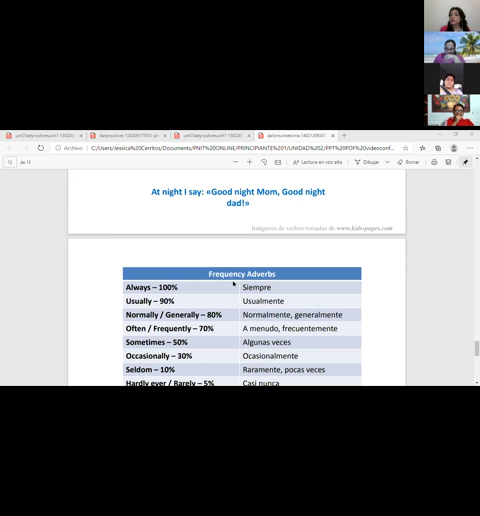 Archivo
C:/Users/Jessica%20Cerritos/Documents/PNIT%20ONLINE/PRINCIPIANTE%201/UNIDAD%202/PPT%20PDF%20videoconf...
12 de 13
Lectura en voz alta
Dibujar
Borrar
At night I say: «Good night Mom, Good night
dad!»
Imágenes de verbos tomadas de www.kids-pages.com
Frequency Adverbs
Always – 100% Siempre
Usually – 90% Usualmente
Normally / Generally – 80% Normalmente, generalmente
Often / Frequently – 70% A menudo, frecuentemente
Sometimes – 50% Algunas veces
Occasionally – 30% Ocasionalmente
Seldom – 10% Raramente, pocas veces
Hardly ever / Rarely – 5% Casi nunca